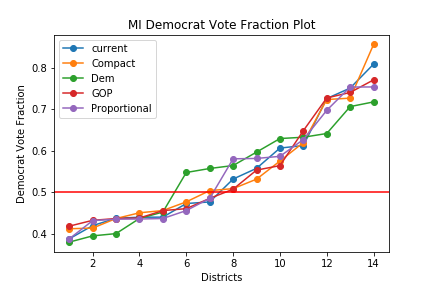 MI Democrat Vote Fraction Plot
current
Compact
Dem
GOP
Proportional
Democrat Vote Fraction
0.8
0.7
0.6
0.5
0.4
2 4 6 8 10 12 14
Districts